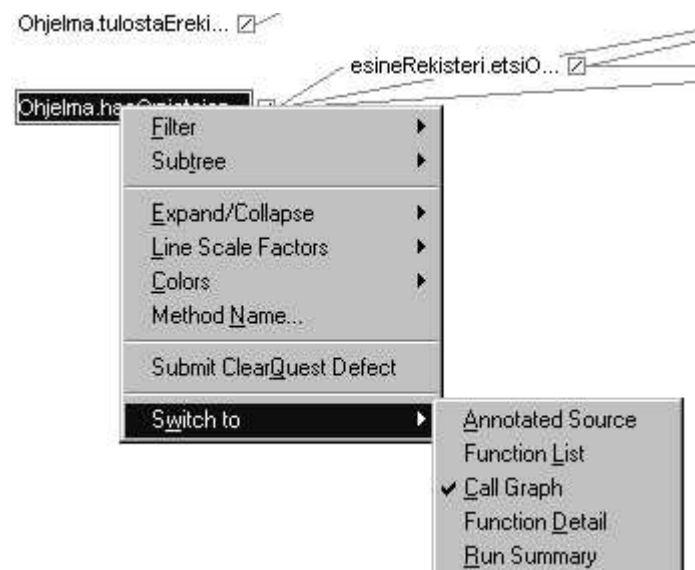 Ohjelma.tulostaEreki...
esineRekisteri.etsiO...
Filter
Subtree
Expand/Collapse
Line Scale Factors
Colors
Method Name...
Submit ClearQuest Defect
Switch to
Annotated Source
Function List
Call Graph
Function Detail
Run Summary